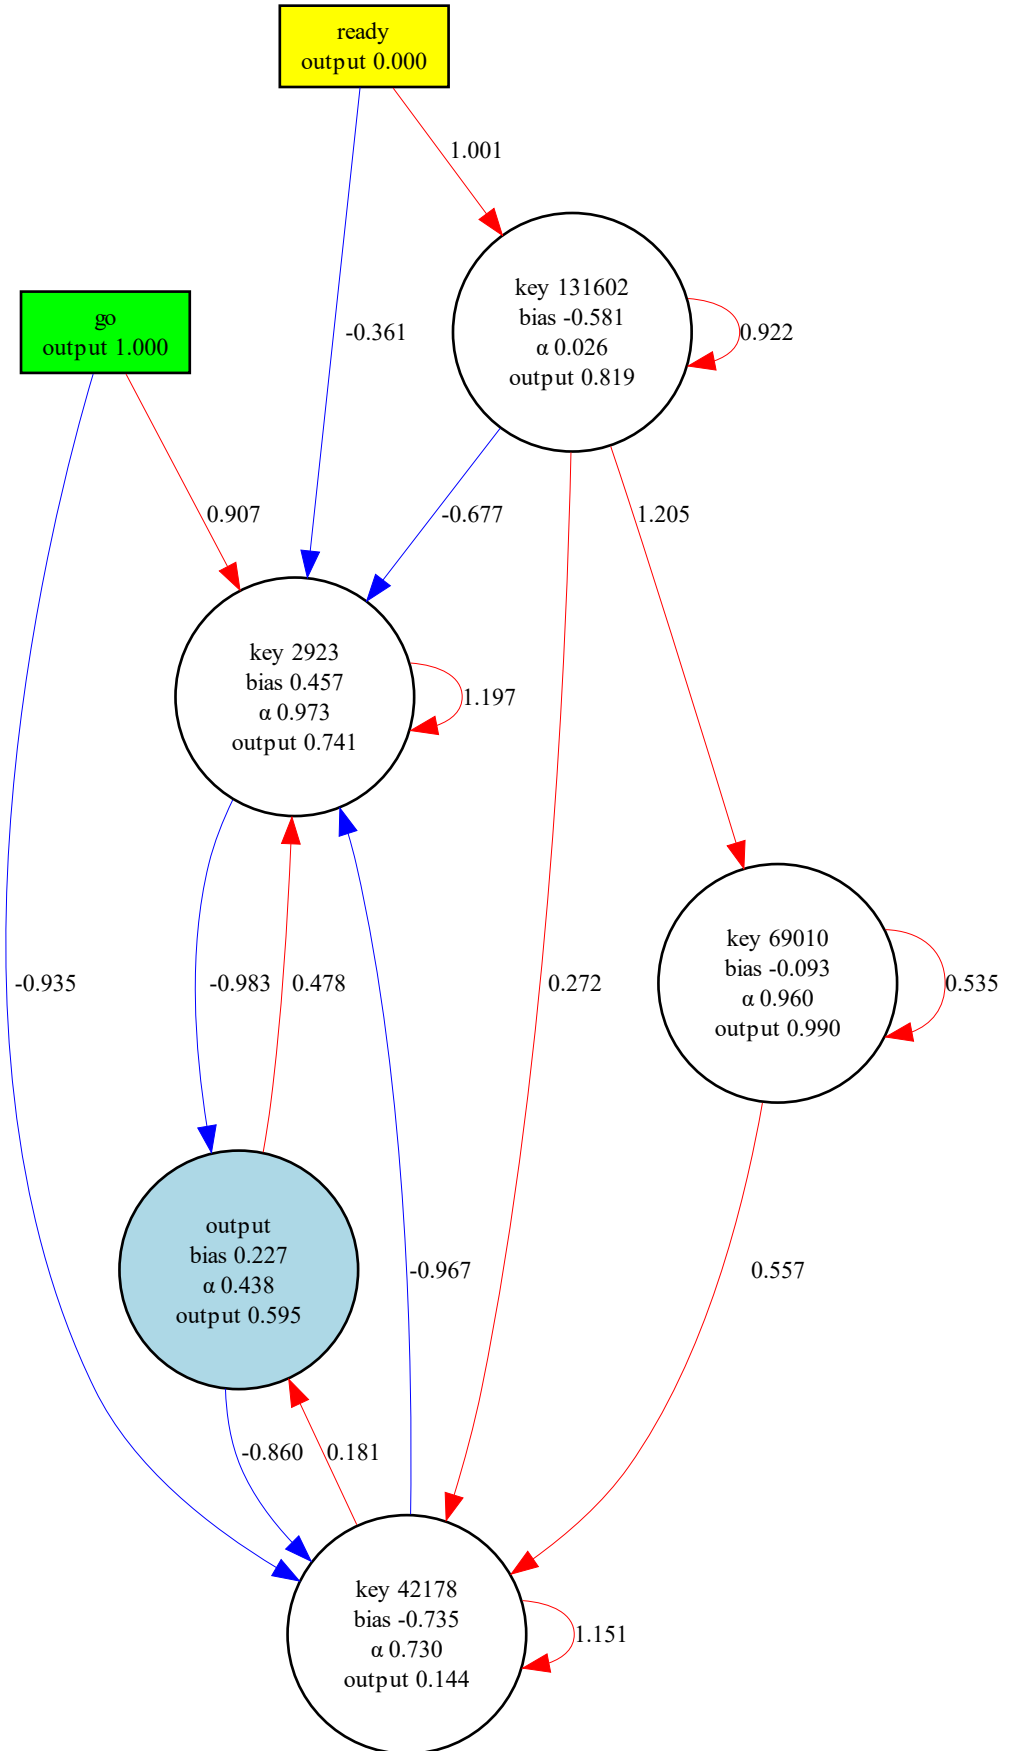 ready
output 0.000
1.001
key 131602
bias -0.581
α 0.026
output 0.819
0.922
go
output 1.000
-0.361
0.907
-0.677
1.205
key 2923
bias 0.457
α 0.973
output 0.741
1.197
key 69010
bias -0.093
α 0.960
output 0.990
0.535
-0.935
-0.983
0.478
0.272
output
bias 0.227
α 0.438
output 0.595
-0.967
0.557
-0.860
0.181
key 42178
bias -0.735
α 0.730
output 0.144
1.151